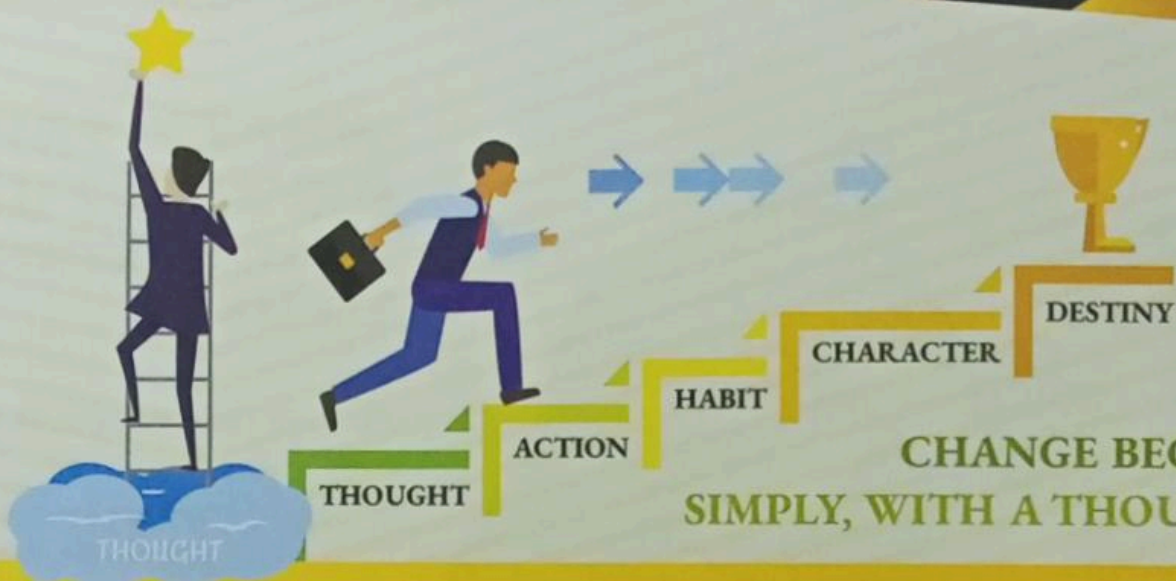 DESTINY
CHARACTER
HABIT
ACTION
THOUGHT
CHANGE
SIMPLY, WITH A
THOUGHT